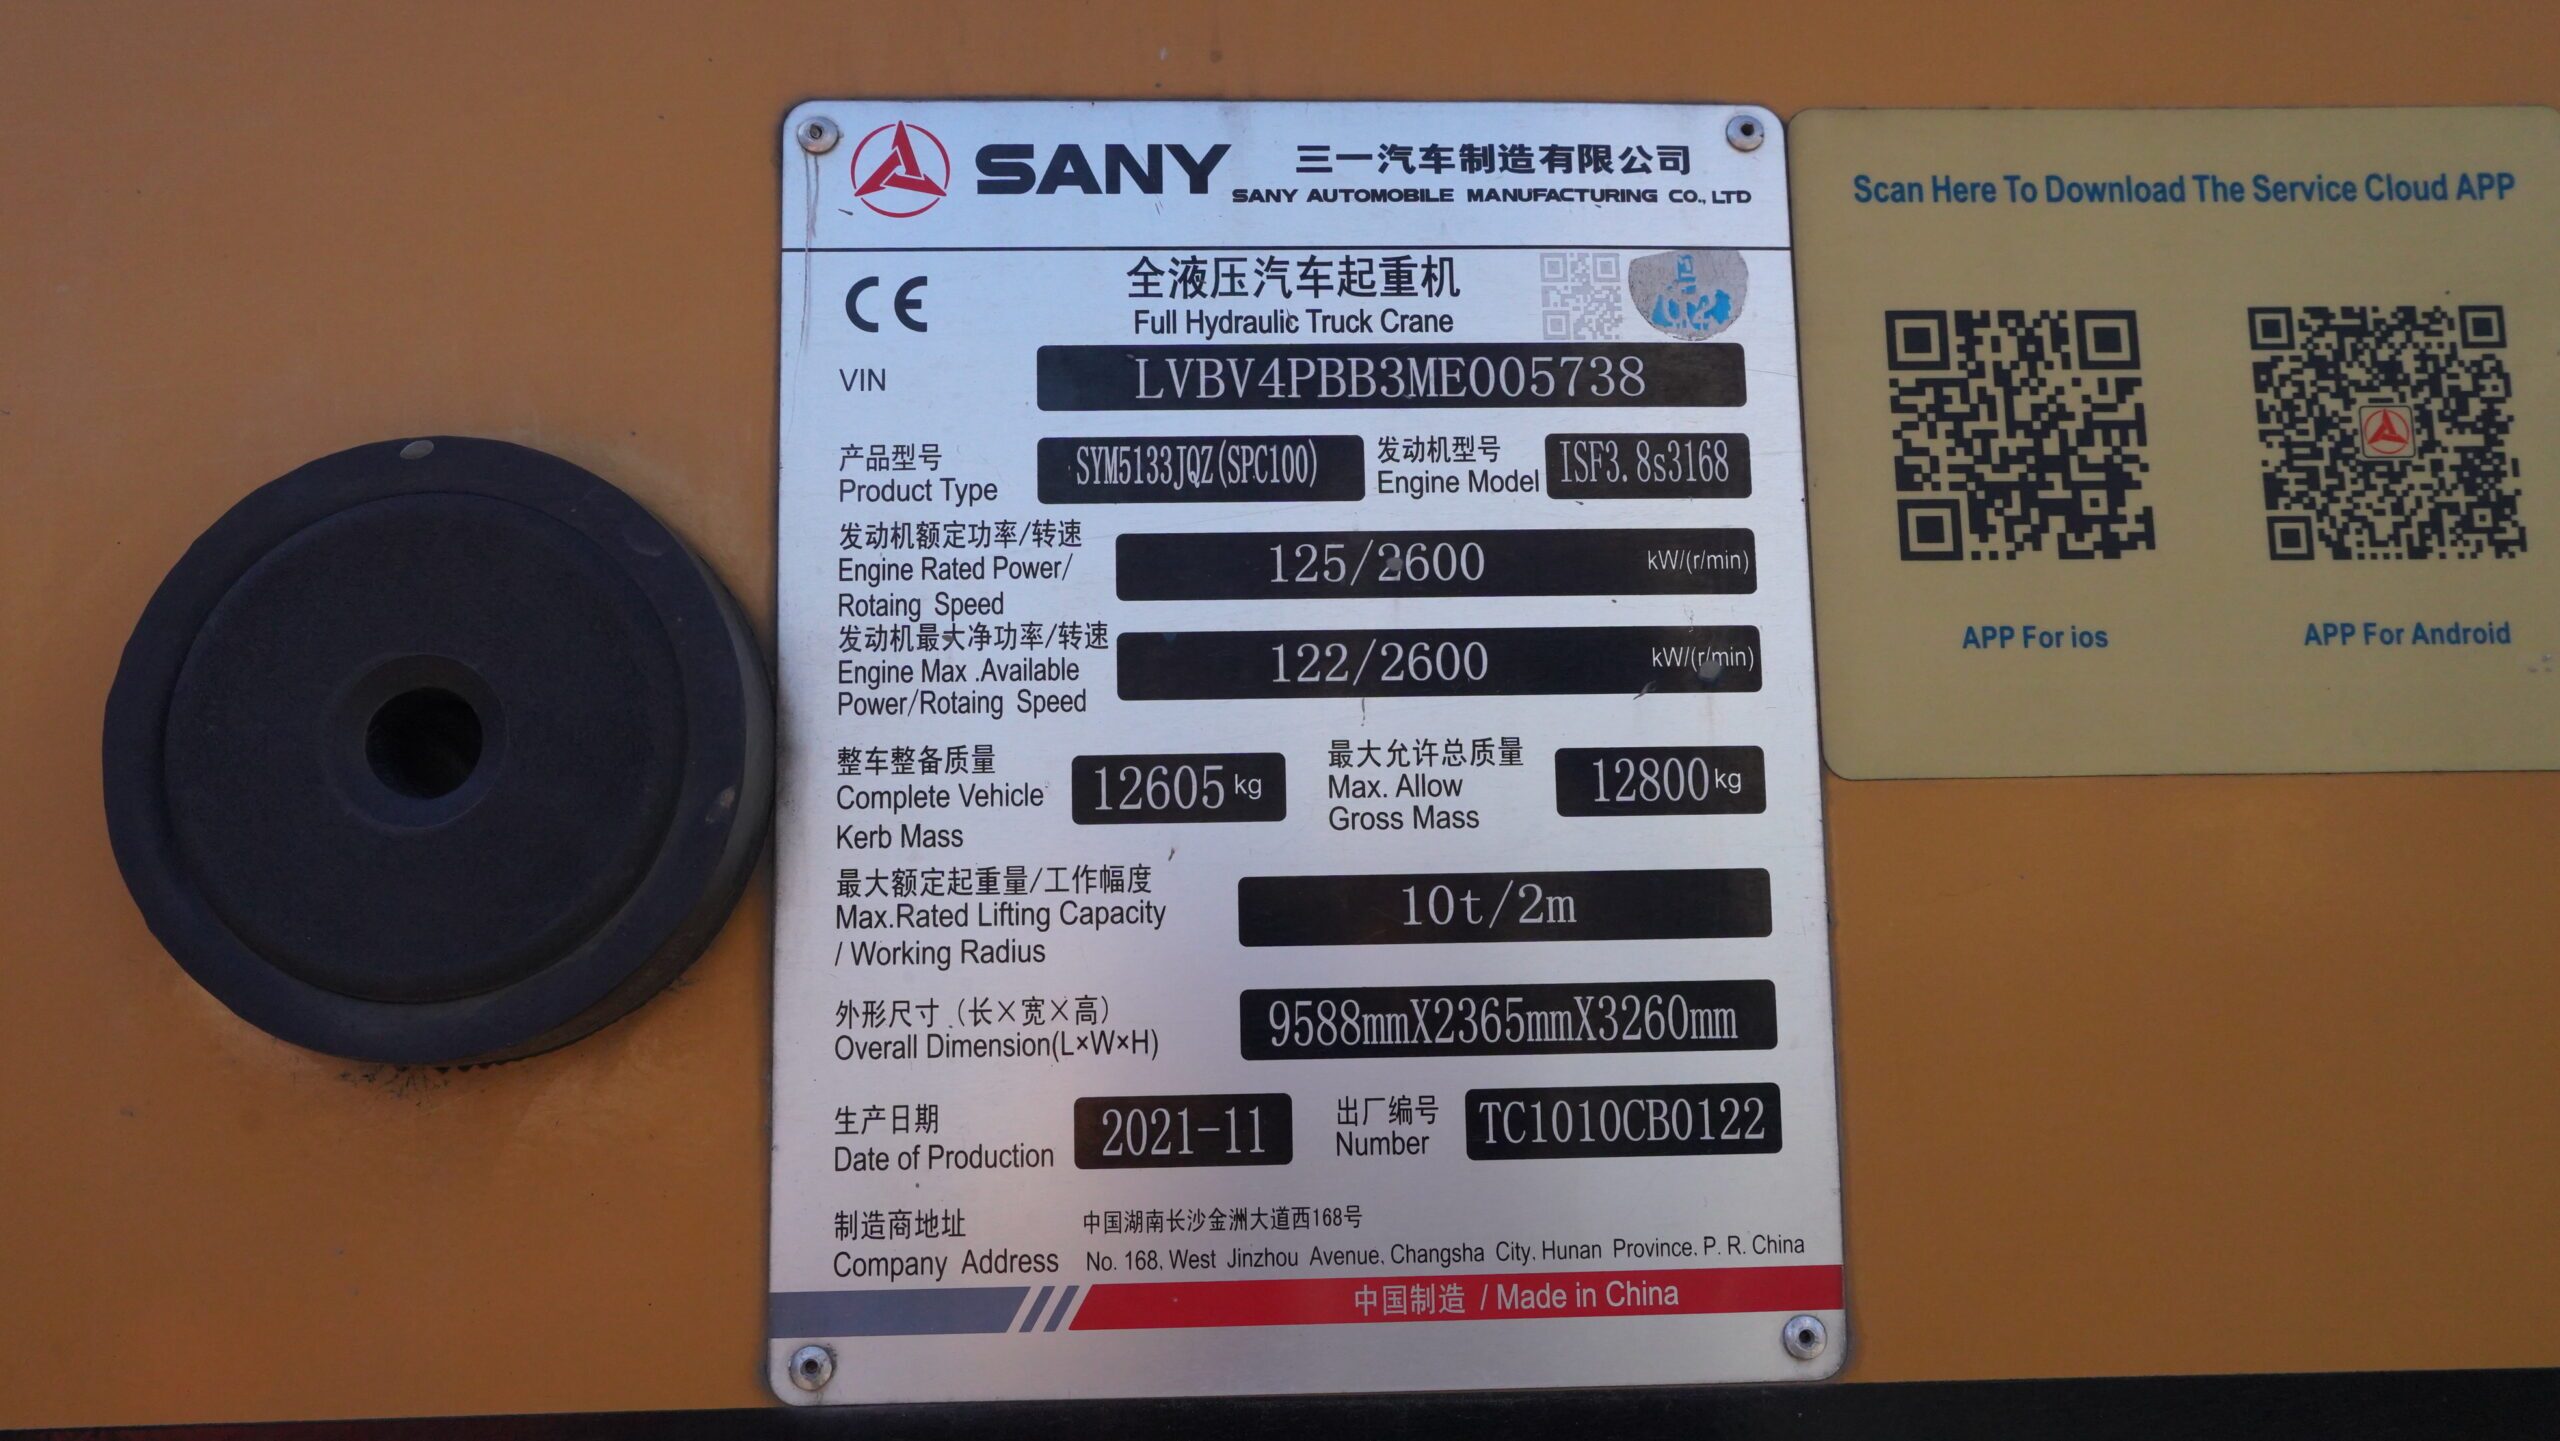 SANY
三一汽车制造有限公司
SANY AUTOMOBILE MANUFACTURING CO., LTD
CE
全液压汽车起重机
Full Hydraulic Truck Crane
VIN LVBV4PBB3ME005738
产品型号
Product Type SYM5133JQZ(SPC100)
发动机型号
Engine Model ISF3.8s3168
发动机额定功率/转速
Engine Rated Power/
Rotaing Speed
125/2600 kW/(r/min)
发动机最大净功率/转速
Engine Max .Available
Power/Rotaing Speed
122/2600 kW/(r/min)
整车整备质量
Complete Vehicle
Kerb Mass
12605 kg
最大允许总质量
Max. Allow
Gross Mass
12800 kg
最大额定起重量/工作幅度
Max.Rated Lifting Capacity
/ Working Radius
10t/2m
外形尺寸 (长×宽×高)
Overall Dimension(L×W×H)
9588mmX2365mmX3260mm
生产日期
Date of Production
2021-11
出厂编号
Number
TC1010CB0122
制造商地址
中国湖南长沙金洲大道西168号
Company Address
No. 168, West Jinzhou Avenue, Changsha City, Hunan Province, P. R. China
中国制造 / Made in China
Scan Here To Download The Service Cloud APP
APP For ios
APP For Android